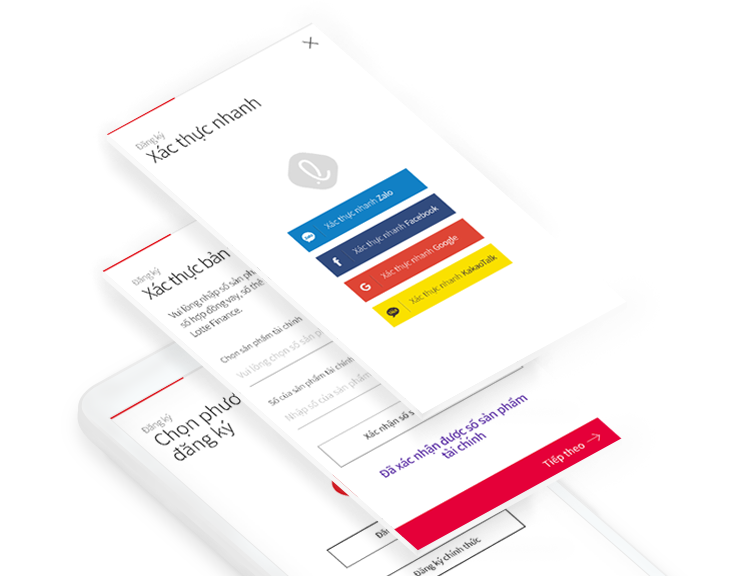 Đăng ký
Xác thực nhanh
Xác thực nhanh Zalo
Xác thực nhanh Facebook
Xác thực nhanh Google
Xác thực nhanh KakaoTalk
Đăng ký
Xác thực bản
Vui lòng nhập số sản
số hợp đồng vay, số thẻ
Lotte Finance.
Chọn sản phẩm tài chính
Vui lòng chọn số sản
Số của sản phẩm tài chính
Nhập số của sản phẩm
Xác nhận số
Đã xác nhận được số sản phẩm
tài chính
Tiếp theo
Đăng ký
Chọn
đăng ký
Đăng ký chính thức